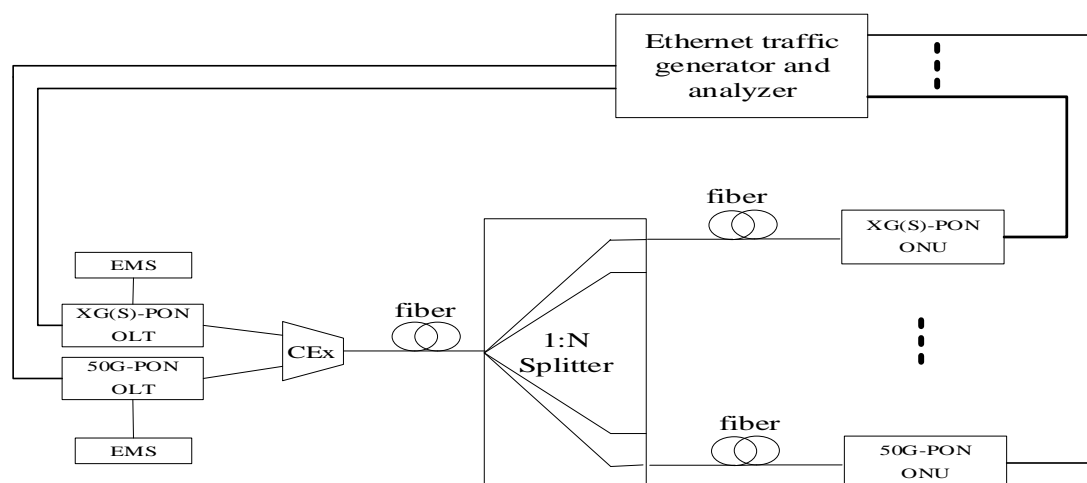 Ethernet traffic
generator and
analyzer
fiber
XG(S)-PON
ONU
EMS
XG(S)-PON
OLT
fiber
CEx
1:N
Splitter
50G-PON
OLT
EMS
fiber
50G-PON
ONU